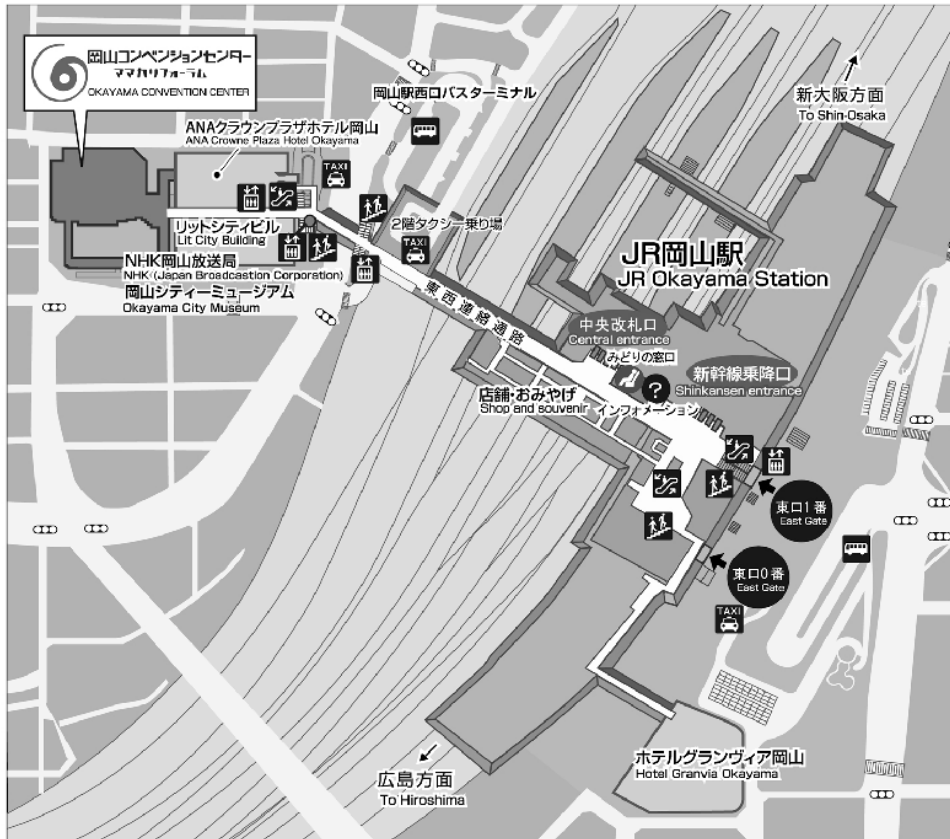 岡山コンベンションセンター
ママカリフォーラム
OKAYAMA CONVENTION CENTER
岡山駅西口バスターミナル
新大阪方面
To Shin-Osaka
ANAクラウンプラザホテル岡山
ANA Crowne Plaza Hotel Okayama
TAXI
2階タクシー乗り場
TAXI
リットシティビル
Lit City Building
NHK岡山放送局
NHK (Japan Broadcastion Corporation)
岡山シティーミュージアム
Okayama City Museum
JR岡山駅
JR Okayama Station
東西連絡通路
中央改札口
Central entrance
みどりの窓口
新幹線乗降口
Shinkansen entrance
店舗・おみやげ
Shop and souvenir
?
インフォメーション
東口1番
East Gate
東口0番
East Gate
TAXI
ホテルグランヴィア岡山
Hotel Granvia Okayama
広島方面
To Hiroshima